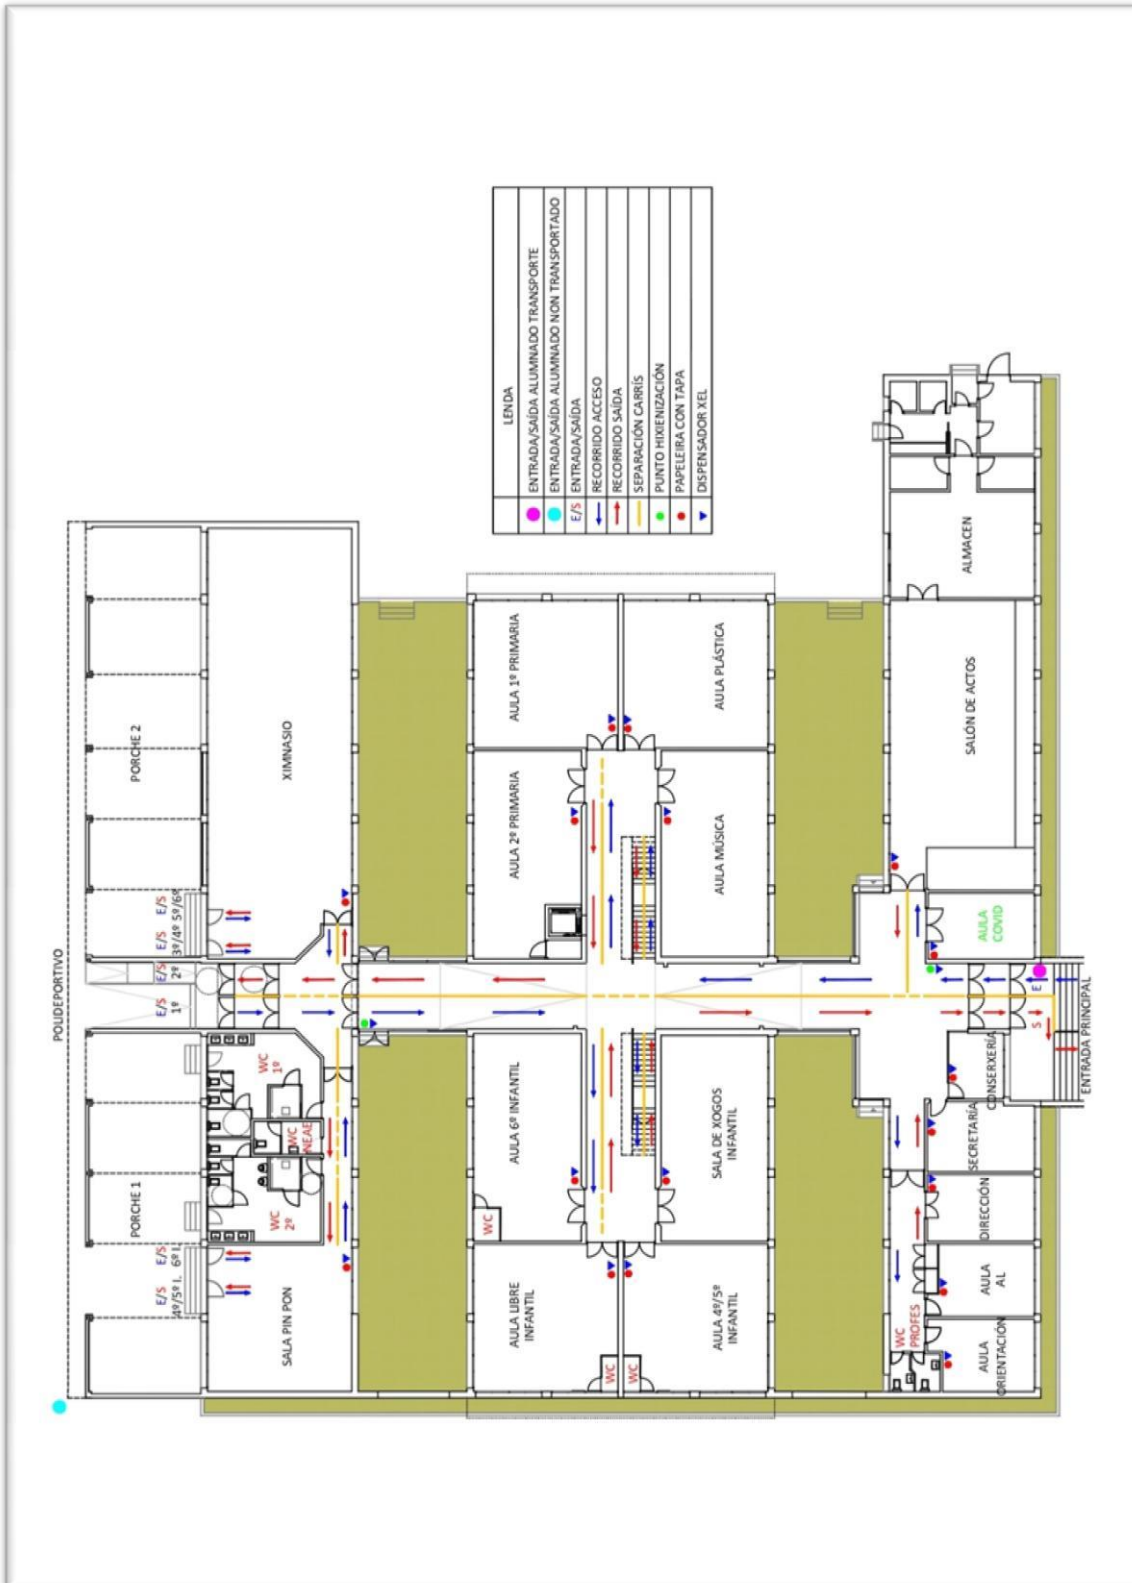 POLIDEPORTIVO
PORCHE 1
PORCHE 2
E/S
4º/5º I.
E/S
6º I.
E/S
1º
E/S
2º
E/S
3º/4º
E/S
5º/6º
SALA PIN PON
WC
2º
WC
NEAE
WC
1º
XIMNASIO
AULA LIBRE
INFANTIL
WC
WC
AULA 6º INFANTIL
AULA 2º PRIMARIA
AULA 1º PRIMARIA
WC
AULA 4º/5º
INFANTIL
SALA DE XOGOS
INFANTIL
AULA MÚSICA
AULA PLÁSTICA
WC
PROFES
AULA
ORIENTACIÓN
AULA
AL
DIRECCIÓN
SECRETARÍA
CONSERXERÍA
S
E
ENTRADA PRINCIPAL
AULA
COVID
SALÓN DE ACTOS
ALMACEN
LENDA
ENTRADA/SAÍDA ALUMNADO TRANSPORTE
ENTRADA/SAÍDA ALUMNADO NON TRANSPORTADO
E/S ENTRADA/SAÍDA
RECORRIDO ACCESO
RECORRIDO SAÍDA
SEPARACIÓN CARRÍS
PUNTO HIXIENIZACIÓN
PAPELEIRA CON TAPA
DISPENSADOR XEL